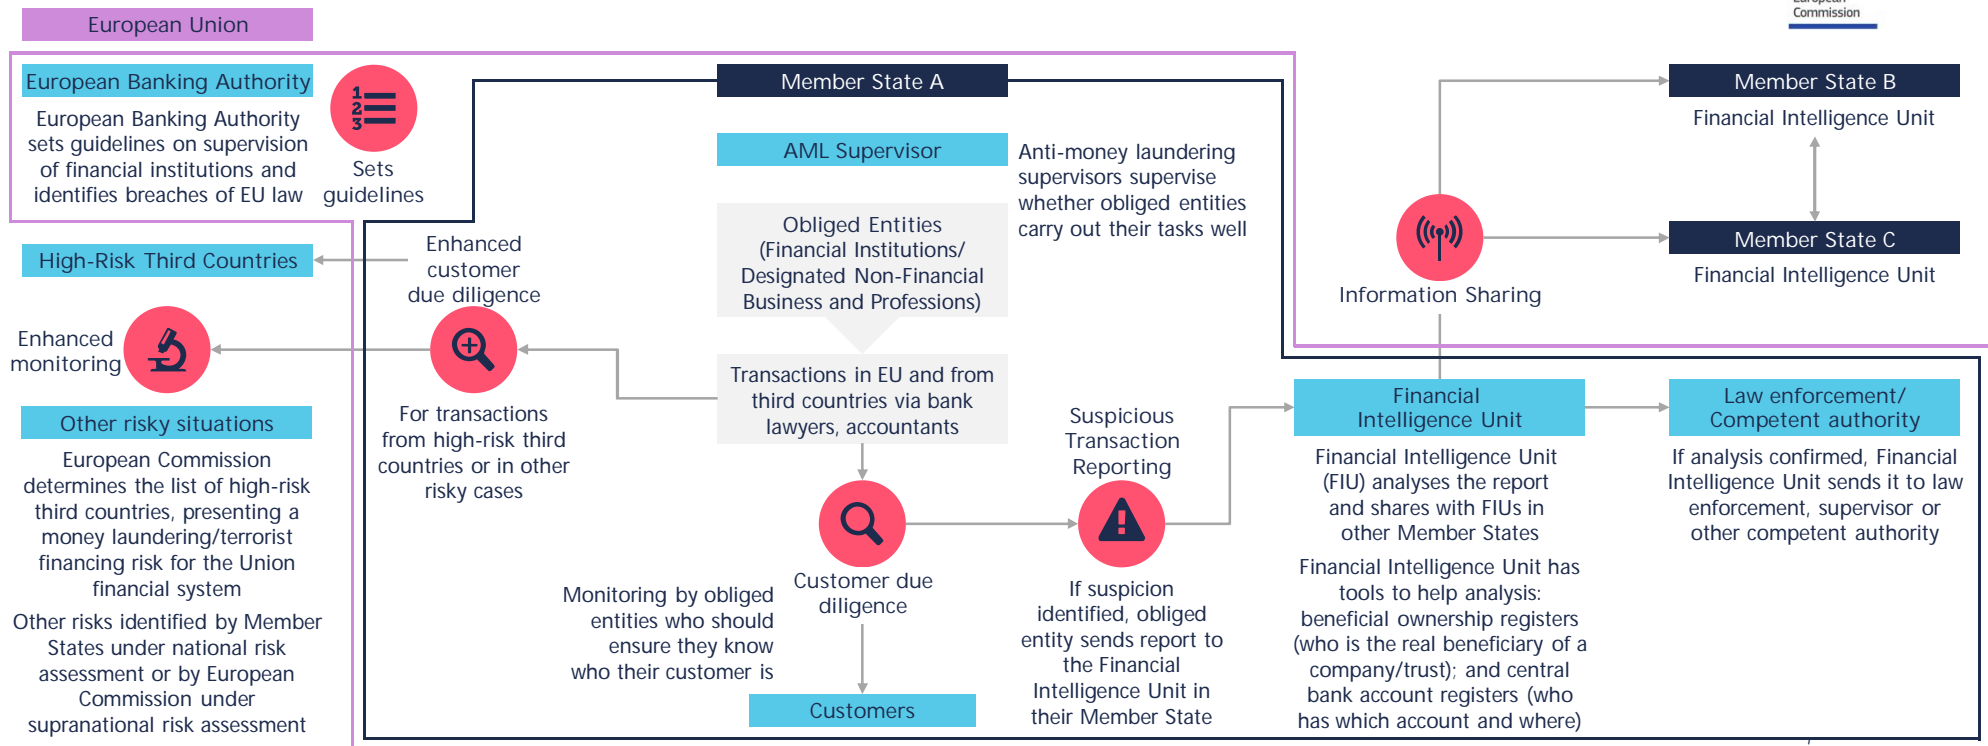 European Union
European
Commission
European Banking Authority
European Banking Authority
sets guidelines on supervision
of financial institutions and
identifies breaches of EU law
1
2
3
Sets
guidelines
High-Risk Third Countries
Enhanced
monitoring
Other risky situations
European Commission
determines the list of high-risk
third countries, presenting a
money laundering/terrorist
financing risk for the Union
financial system
Other risks identified by Member
States under national risk
assessment or by European
Commission under
supranational risk assessment
Member State A
AML Supervisor
Anti-money laundering
supervisors supervise
whether obliged entities
carry out their tasks well
Obliged Entities
(Financial Institutions/
Designated Non-Financial
Business and Professions)
Enhanced
customer
due diligence
For transactions
from high-risk third
countries or in other
risky cases
Transactions in EU and from
third countries via bank
lawyers, accountants
Customer due
diligence
Monitoring by obliged
entities who should
ensure they know
who their customer is
Customers
Suspicious
Transaction
Reporting
If suspicion
identified, obliged
entity sends report to
the Financial
Intelligence Unit in
their Member State
Member State B
Financial Intelligence Unit
Member State C
Financial Intelligence Unit
Information Sharing
Financial
Intelligence Unit
Financial Intelligence Unit
(FIU) analyses the report
and shares with FIUs in
other Member States
Financial Intelligence Unit has
tools to help analysis:
beneficial ownership registers
(who is the real beneficiary of a
company/trust); and central
bank account registers (who
has which account and where)
Law enforcement/
Competent authority
If analysis confirmed, Financial
Intelligence Unit sends it to law
enforcement, supervisor or
other competent authority